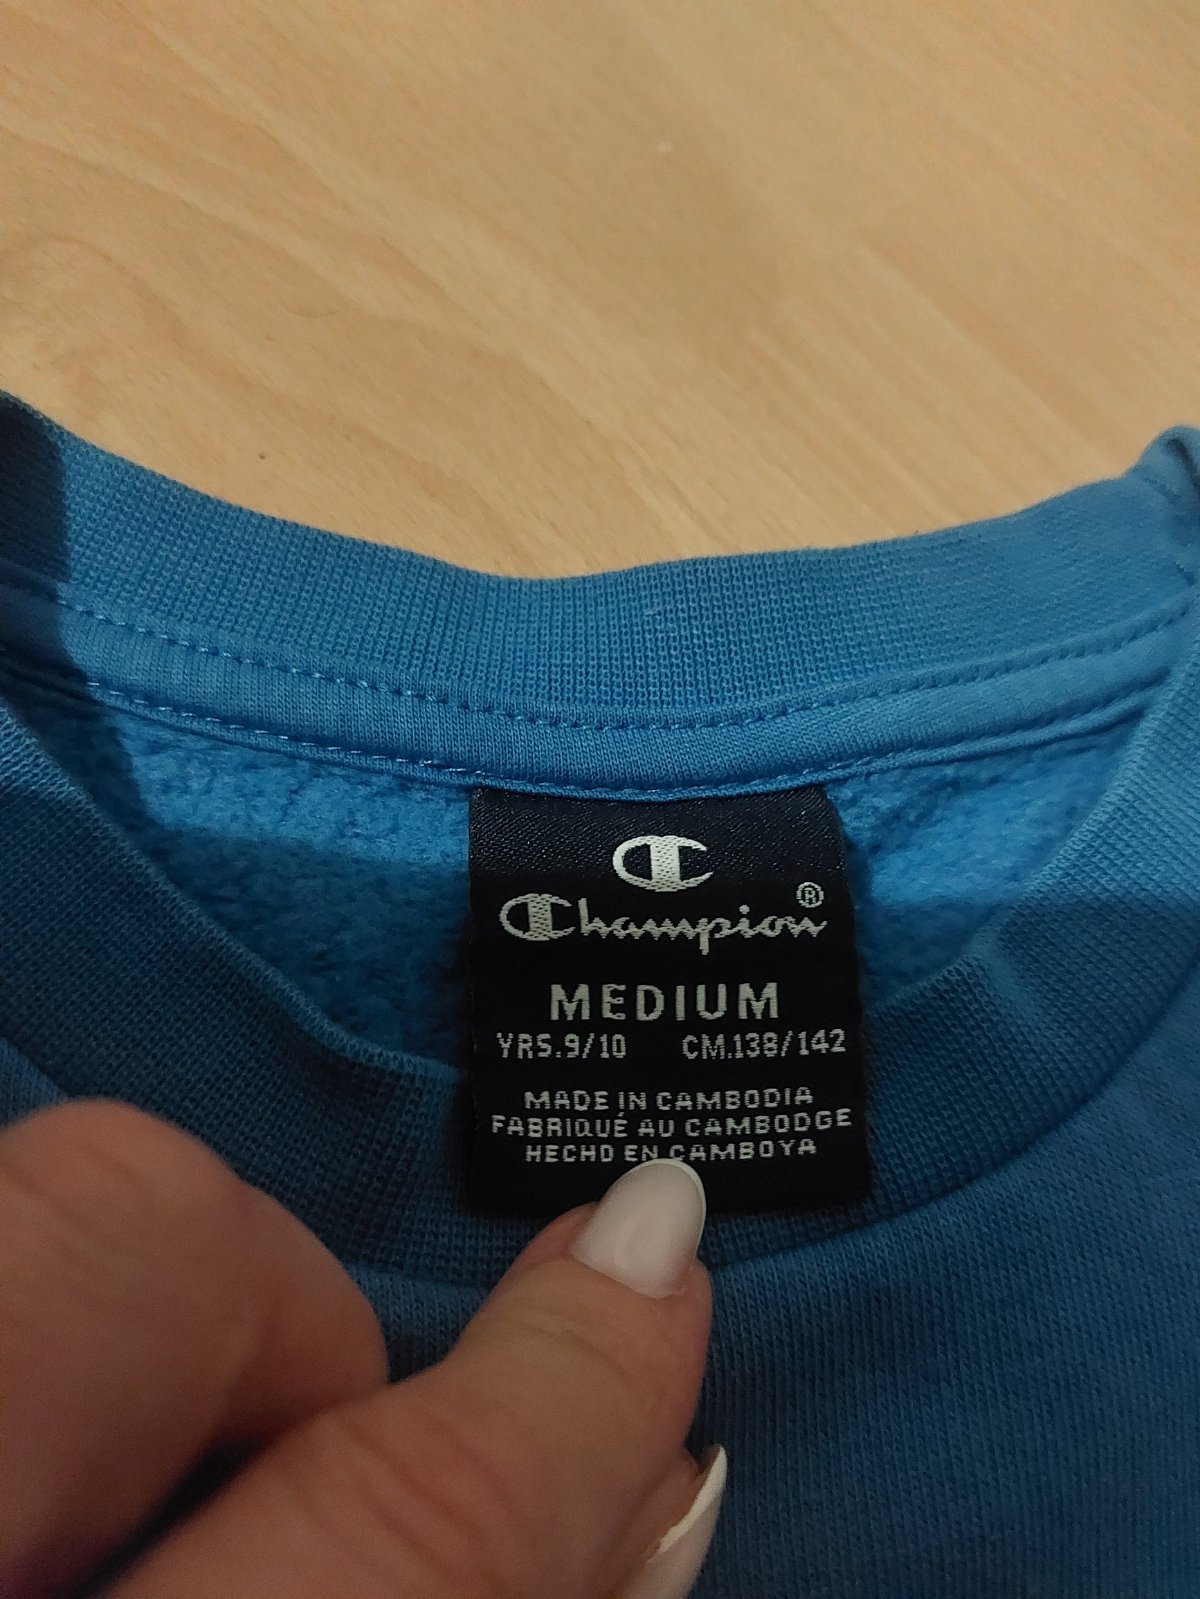 Champion®
MEDIUM
YRS.9/10 CM.138/142
MADE IN CAMBODIA
FABRIQUÉ AU CAMBODGE
HECHO EN CAMBOYA